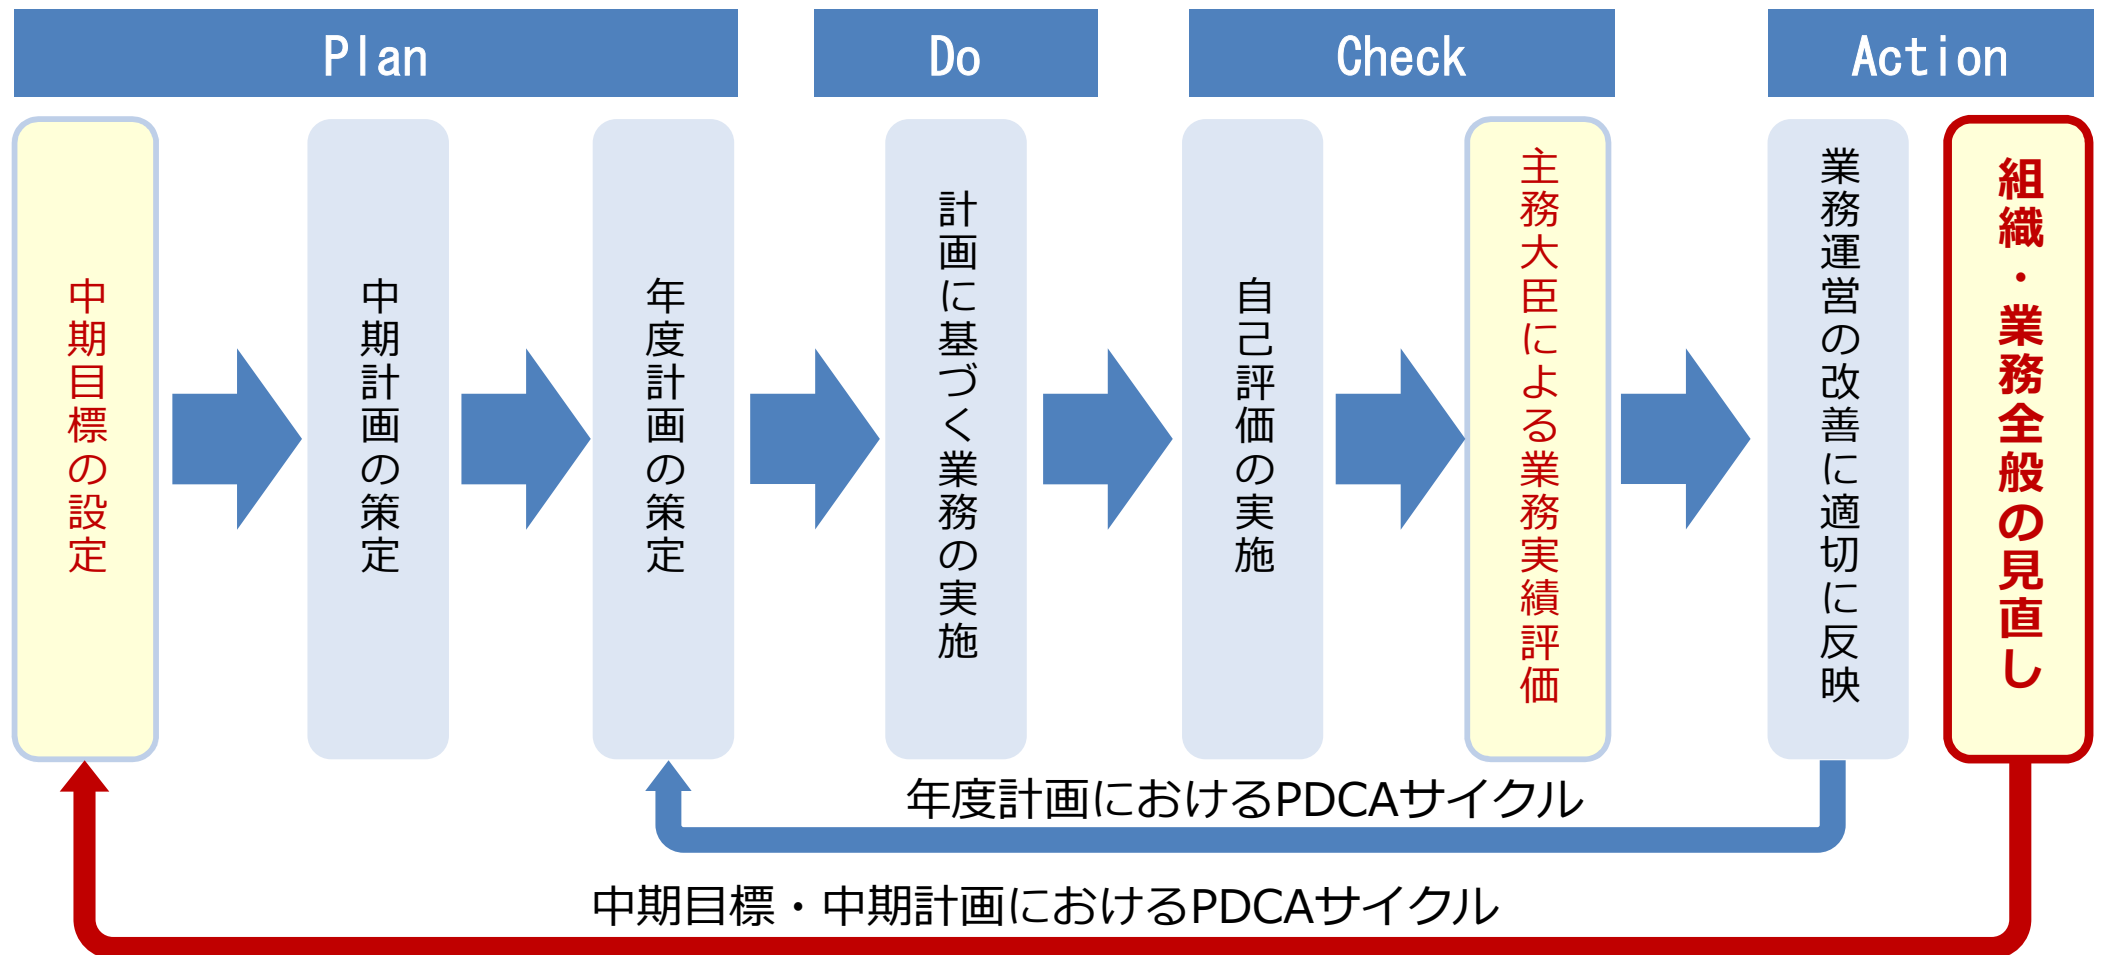 Plan
Do
Check
Action
中期目標の設定
中期計画の策定
年度計画の策定
計画に基づく業務の実施
自己評価の実施
主務大臣による業務実績評価
業務運営の改善に適切に反映
組織・業務全般の見直し
年度計画におけるPDCAサイクル
中期目標・中期計画におけるPDCAサイクル